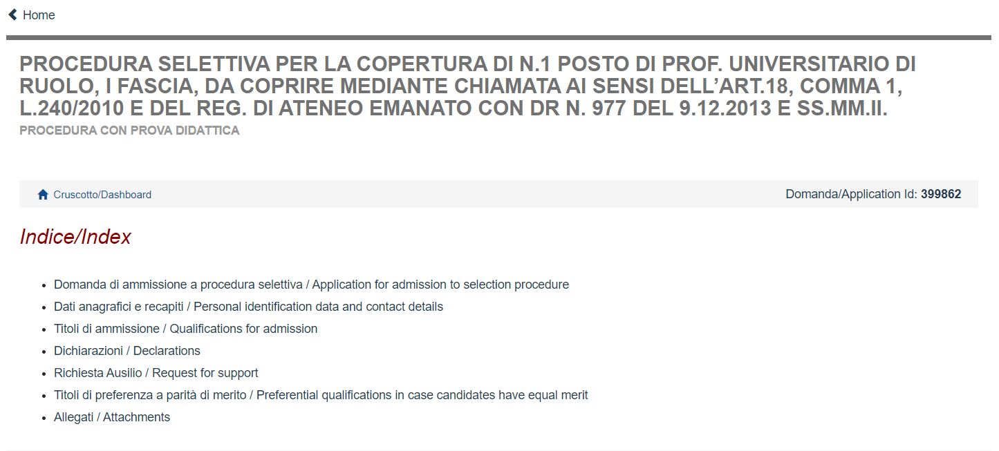 Home
PROCEDURA SELETTIVA PER LA COPERTURA DI N.1 POSTO DI PROF. UNIVERSITARIO DI
RUOLO, I FASCIA, DA COPRIRE MEDIANTE CHIAMATA AI SENSI DELL’ART.18, COMMA 1,
L.240/2010 E DEL REG. DI ATENEO EMANATO CON DR N. 977 DEL 9.12.2013 E SS.MM.II.
PROCEDURA CON PROVA DIDATTICA
Cruscotto/Dashboard
Domanda/Application Id: 399862
Indice/Index
Domanda di ammissione a procedura selettiva / Application for admission to selection procedure
Dati anagrafici e recapiti / Personal identification data and contact details
Titoli di ammissione / Qualifications for admission
Dichiarazioni / Declarations
Richiesta Ausilio / Request for support
Titoli di preferenza a parità di merito / Preferential qualifications in case candidates have equal merit
Allegati / Attachments